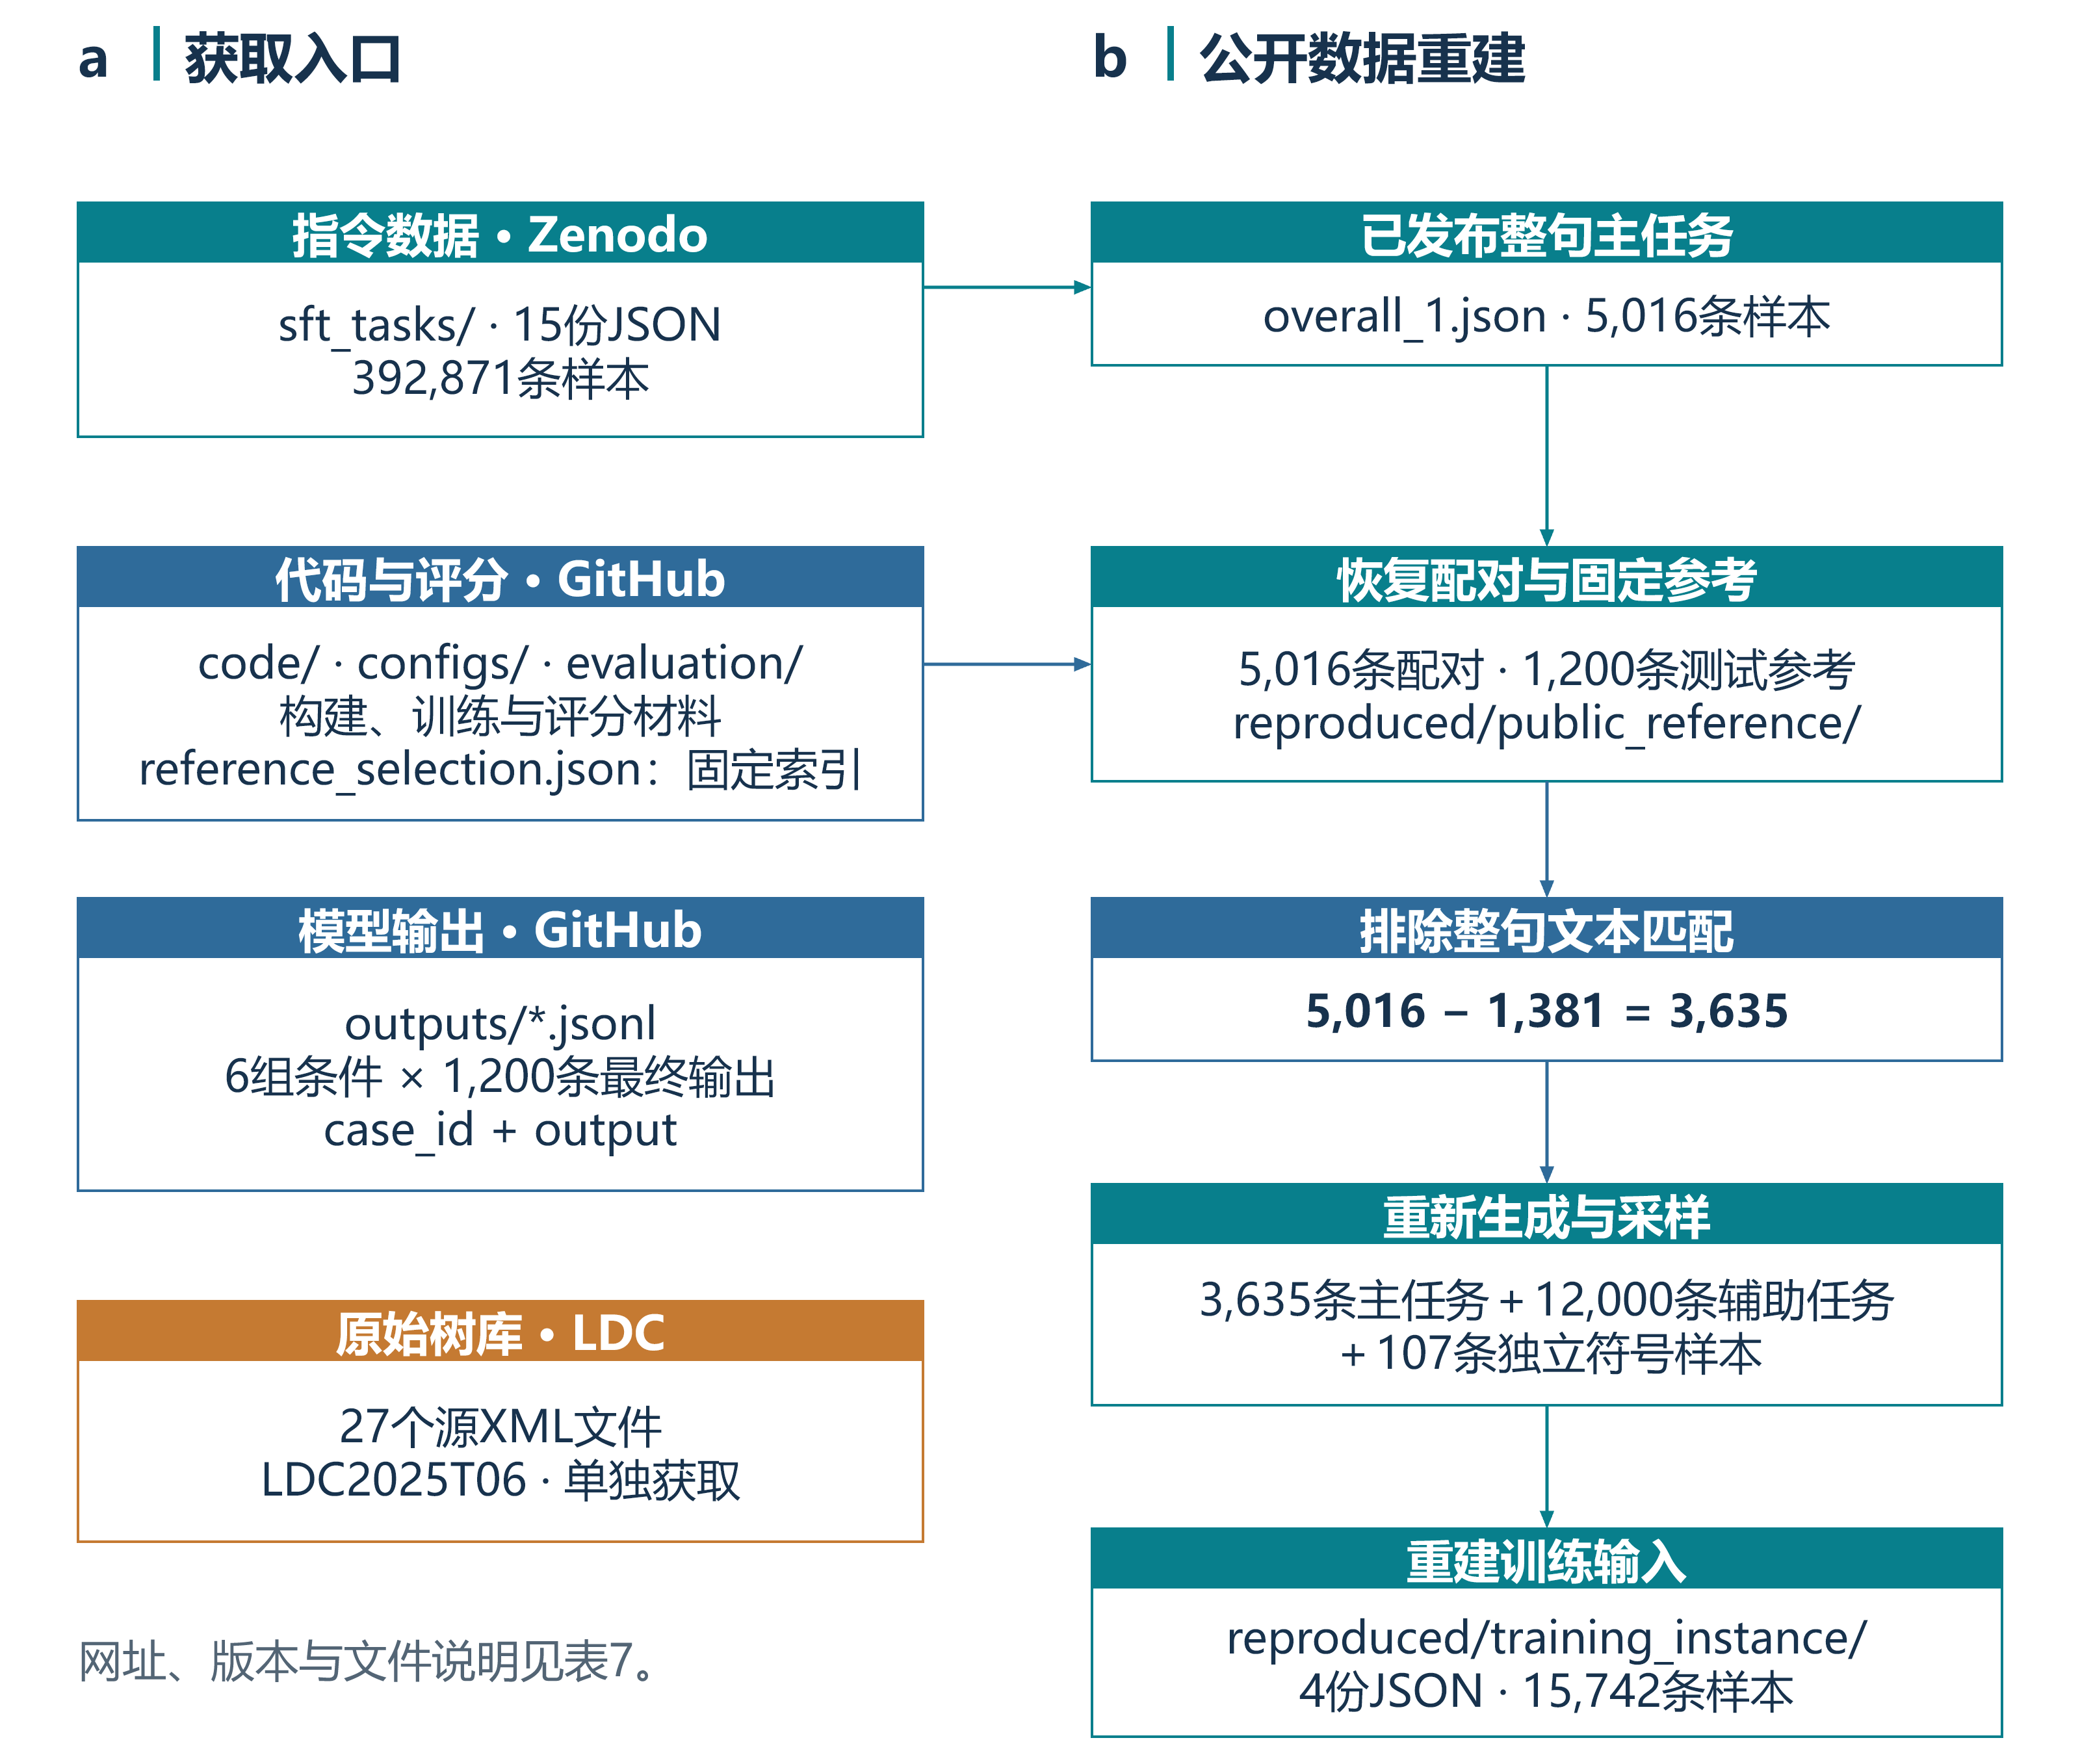 a 获取入口
指令数据 • Zenodo
sft_tasks/ · 15份JSON
392,871条样本
代码与评分 • GitHub
code/ · configs/ · evaluation/
构建、训练与评分材料
reference_selection.json：固定索引
模型输出 • GitHub
outputs/*.jsonl
6组条件 × 1,200条最终输出
case_id + output
原始树库 • LDC
27个源XML文件
LDC2025T06 · 单独获取
网址、版本与文件说明见表7。
b 公开数据重建
已发布整句主任务
overall_1.json · 5,016条样本
恢复配对与固定参考
5,016条配对 · 1,200条测试参考
reproduced/public_reference/
排除整句文本匹配
5,016 − 1,381 = 3,635
重新生成与采样
3,635条主任务 + 12,000条辅助任务
+ 107条独立符号样本
重建训练输入
reproduced/training_instance/
4份JSON · 15,742条样本